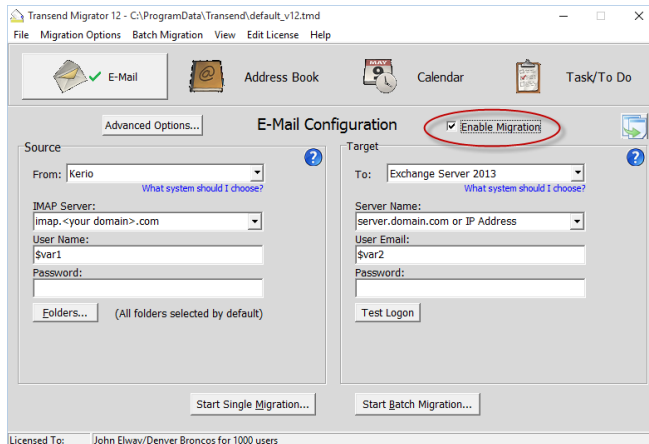 Transend Migrator 12 - C:\ProgramData\Transend\default_v12.tmd
File Migration Options Batch Migration View Edit License Help
E-Mail Address Book MAY Calendar Task/To Do
Advanced Options... E-Mail Configuration Enable Migration
Source Target
From: Kerio To: Exchange Server 2013
What system should I choose? What system should I choose?
IMAP Server: Server Name:
imap.<your domain>.com server.domain.com or IP Address
User Name: User Email:
$var1 $var2
Password: Password:
Folders... (All folders selected by default) Test Logon
Start Single Migration... Start Batch Migration...
Licensed To: John Elway/Denver Broncos for 1000 users